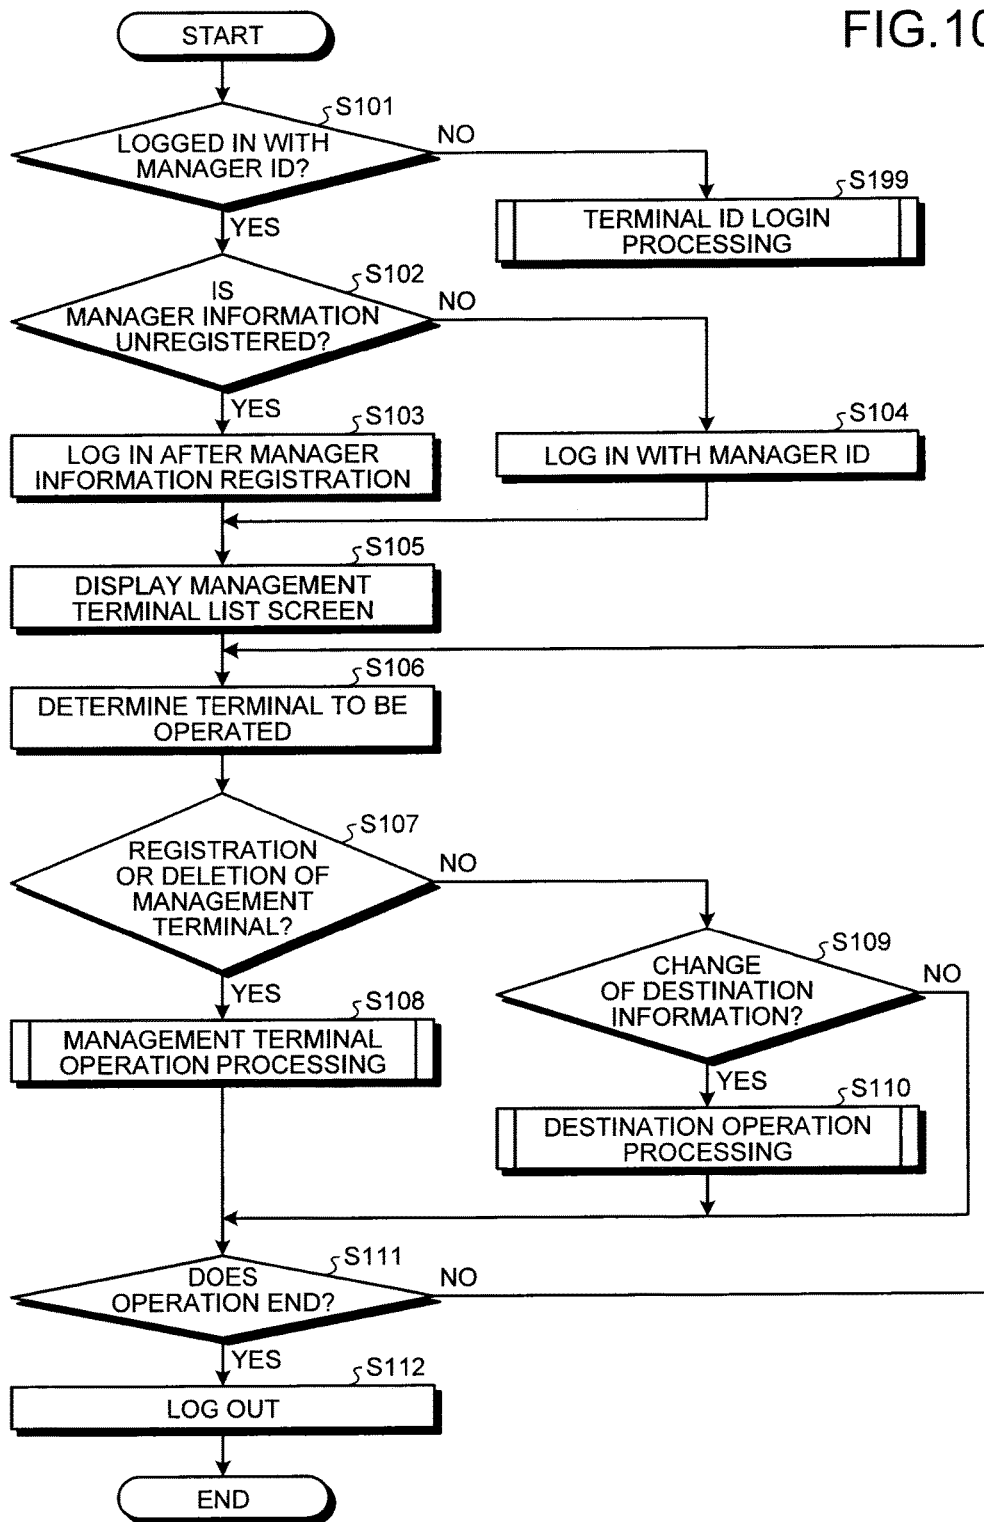 FIG.10
START
S101
LOGGED IN WITH
MANAGER ID?
NO
YES
S199
TERMINAL ID LOGIN
PROCESSING
S102
IS
MANAGER INFORMATION
UNREGISTERED?
NO
YES
S103
LOG IN AFTER MANAGER
INFORMATION REGISTRATION
S104
LOG IN WITH MANAGER ID
S105
DISPLAY MANAGEMENT
TERMINAL LIST SCREEN
S106
DETERMINE TERMINAL TO BE
OPERATED
S107
REGISTRATION
OR DELETION OF
MANAGEMENT
TERMINAL?
NO
YES
S109
CHANGE
OF DESTINATION
INFORMATION?
NO
YES
S108
MANAGEMENT TERMINAL
OPERATION PROCESSING
S110
DESTINATION OPERATION
PROCESSING
S111
DOES
OPERATION END?
NO
YES
S112
LOG OUT
END